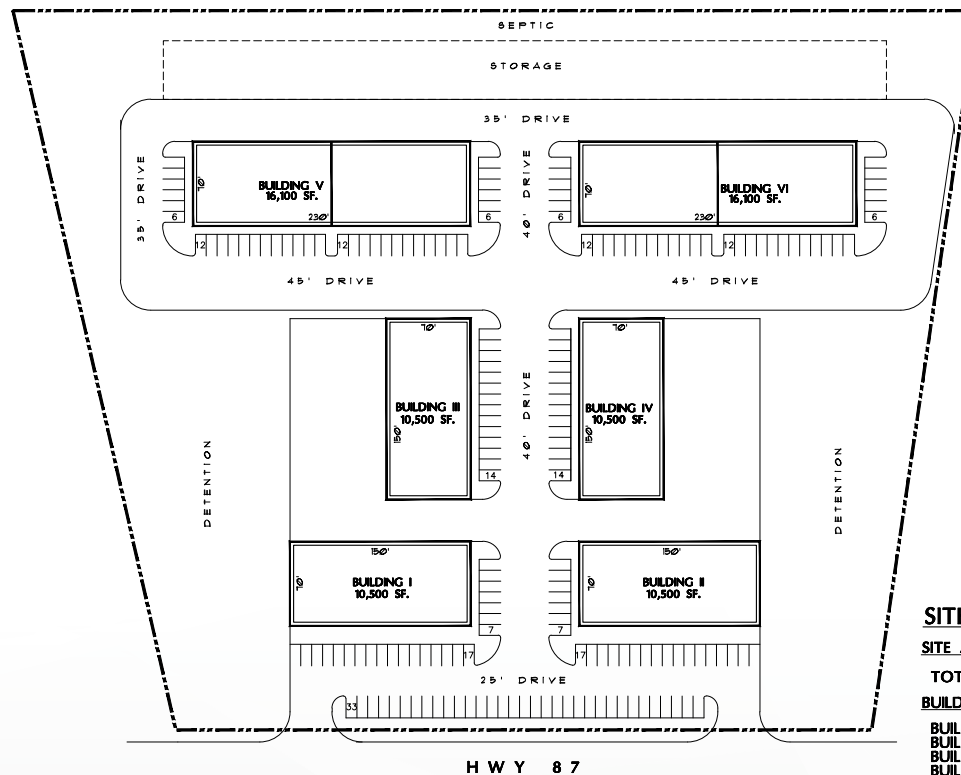 SEPTIC
STORAGE
35' DRIVE
35' DRIVE
70'
BUILDING V
16,100 SF.
230'
6
6
12
12
40' DRIVE
70'
BUILDING VI
16,100 SF.
230'
6
6
12
12
45' DRIVE
45' DRIVE
70'
BUILDING III
10,500 SF.
150'
14
40' DRIVE
70'
BUILDING IV
10,500 SF.
150'
14
DETENTION
DETENTION
150'
70'
BUILDING I
10,500 SF.
7
150'
70'
BUILDING II
10,500 SF.
7
17
17
25' DRIVE
33
HWY 87
SIT
SITE
TOT
BUILD
BUIL
BUIL
BUIL
BUIL